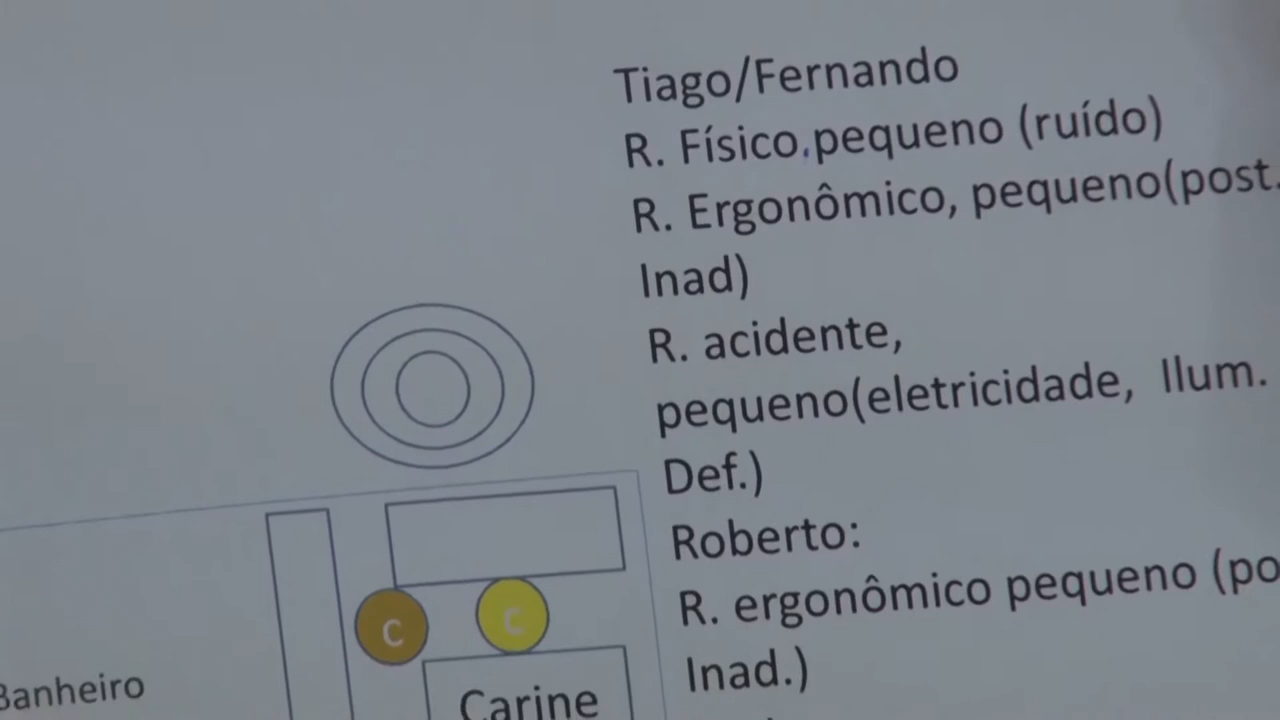 Tiago/Fernando
R. Físico.pequeno (ruído)
R. Ergonômico, pequeno(post.
Inad)
R. acidente,
pequeno(eletricidade, Ilum.
Def.)
Roberto:
R. ergonômico pequeno (po
Inad.)
C
C
Banheiro
Carine